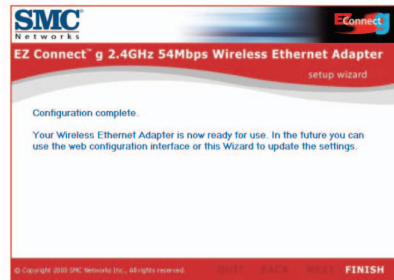 SMC®
Networks
EZ Connect g
EZ Connect™ g 2.4GHz 54Mbps Wireless Ethernet Adapter
setup wizard
Configuration complete.
Your Wireless Ethernet Adapter is now ready for use. In the future you can
use the web configuration interface or this Wizard to update the settings.
© Copyright 2003 SMC Networks Inc., All rights reserved.
QUIT BACK NEXT FINISH